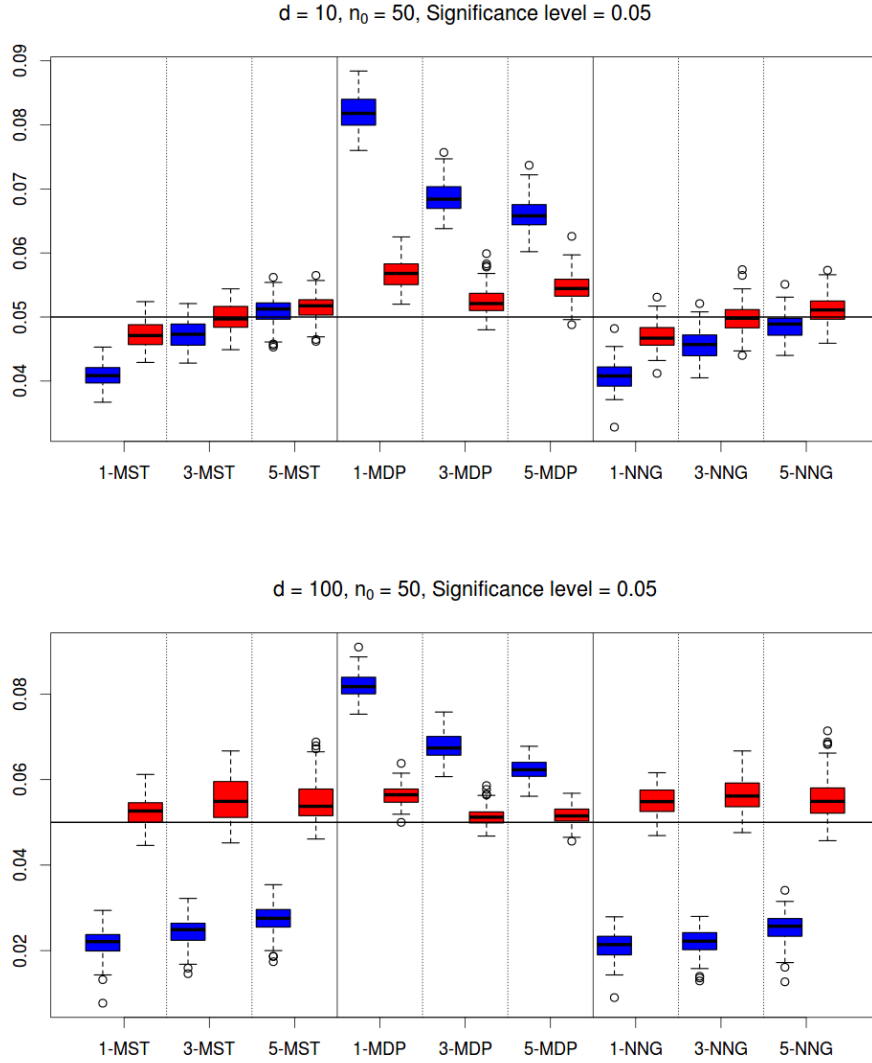 d = 10, n₀ = 50, Significance level = 0.05
0.09
0.08
0.07
0.06
0.05
0.04
1-MST 3-MST 5-MST 1-MDP 3-MDP 5-MDP 1-NNG 3-NNG 5-NNG
d = 100, n₀ = 50, Significance level = 0.05
0.08
0.06
0.04
0.02
1-MST 3-MST 5-MST 1-MDP 3-MDP 5-MDP 1-NNG 3-NNG 5-NNG